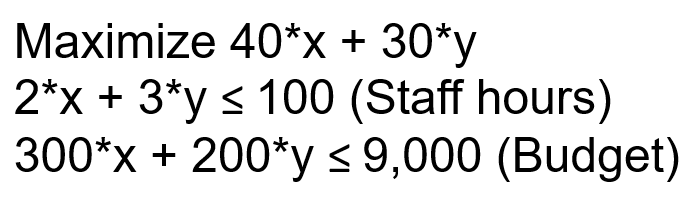 Maximize 40*x + 30*y
2*x + 3*y ≤ 100 (Staff hours)
300*x + 200*y ≤ 9,000 (Budget)